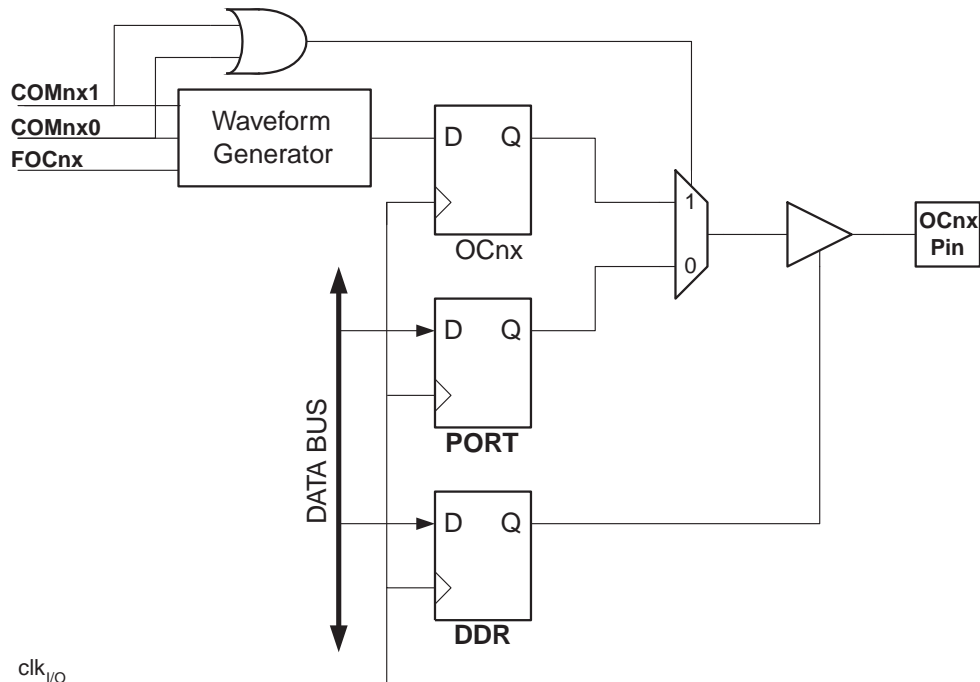 COMnx1
COMnx0
FOCnx
Waveform
Generator
D Q
OCnx
1
0
OCnx
Pin
D Q
PORT
DATA BUS
D Q
DDR
clkI/O